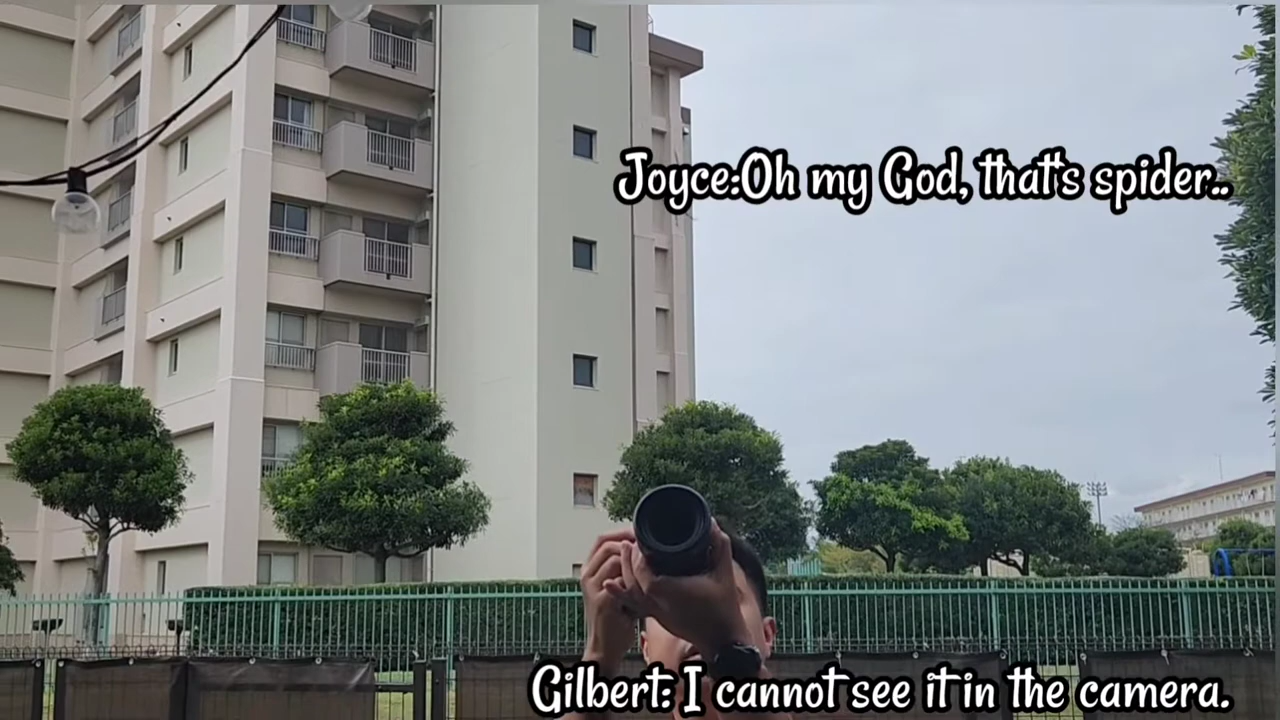 Joyce:Oh my God, that's spider..
Gilbert: I cannot see it in the camera.